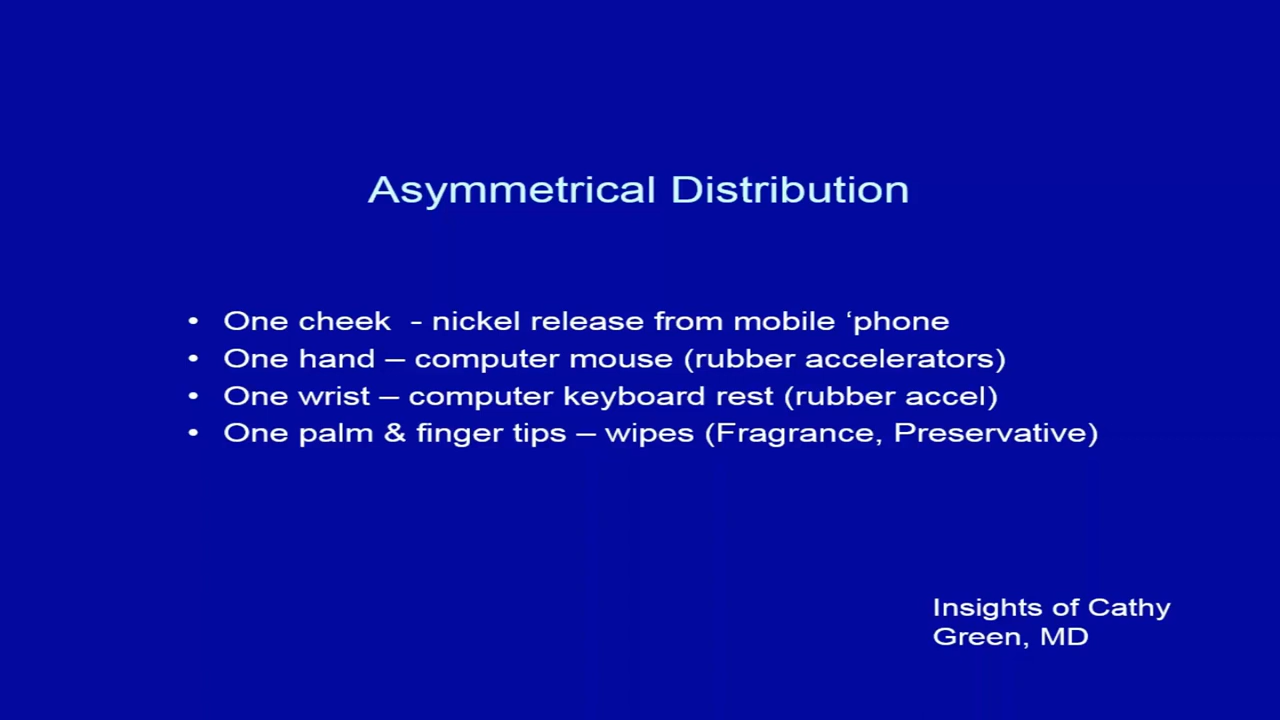 Asymmetrical Distribution
• One cheek - nickel release from mobile ‘phone
• One hand – computer mouse (rubber accelerators)
• One wrist – computer keyboard rest (rubber accel)
• One palm & finger tips – wipes (Fragrance, Preservative)
Insights of Cathy
Green, MD